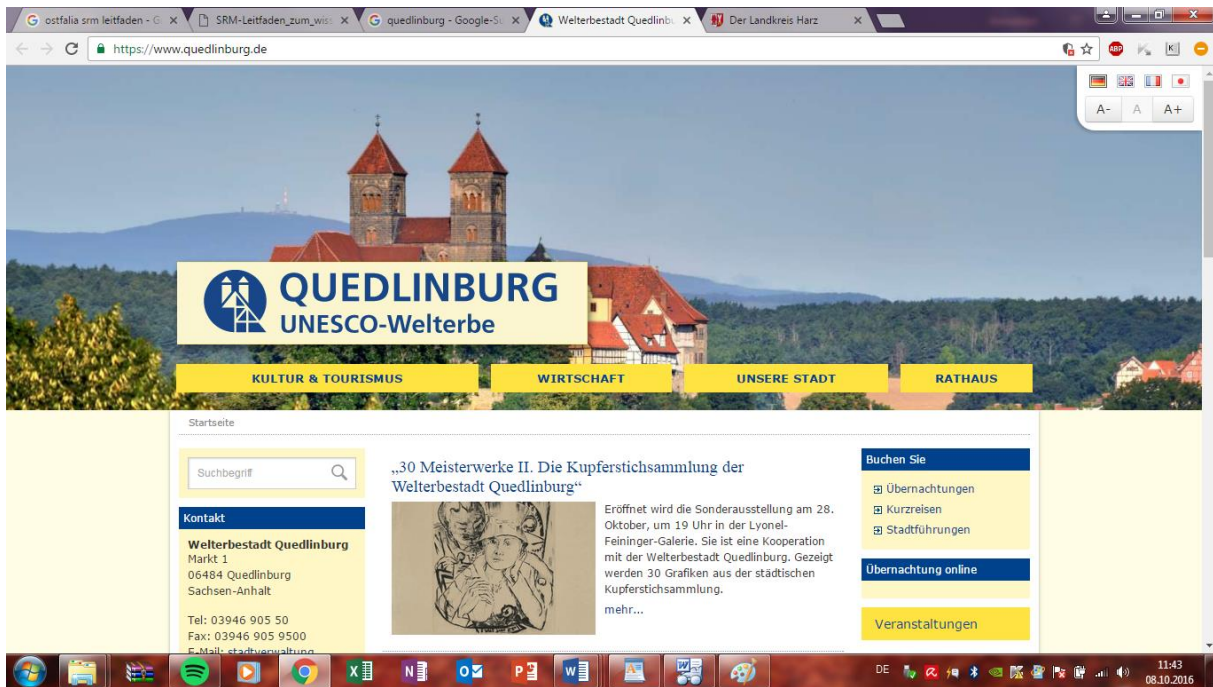 ostfalia srm leitfaden - G
SRM-Leitfaden_zum_wiss
quedlinburg - Google-Su
Welterbestadt Quedlinbu
Der Landkreis Harz
https://www.quedlinburg.de
ABP
K
A- A A+
QUEDLINBURG
UNESCO-Welterbe
KULTUR & TOURISMUS
WIRTSCHAFT
UNSERE STADT
RATHAUS
Startseite
Suchbegriff
Kontakt
Welterbestadt Quedlinburg
Markt 1
06484 Quedlinburg
Sachsen-Anhalt
Tel: 03946 905 50
Fax: 03946 905 9500
E-Mail: stadtverwaltung
„30 Meisterwerke II. Die Kupferstichsammlung der
Welterbestadt Quedlinburg“
Eröffnet wird die Sonderausstellung am 28.
Oktober, um 19 Uhr in der Lyonel-
Feininger-Galerie. Sie ist eine Kooperation
mit der Welterbestadt Quedlinburg. Gezeigt
werden 30 Grafiken aus der städtischen
Kupferstichsammlung.
mehr...
Buchen Sie
Übernachtungen
Kurzreisen
Stadtführungen
Übernachtung online
Veranstaltungen
DE
11:43
08.10.2016